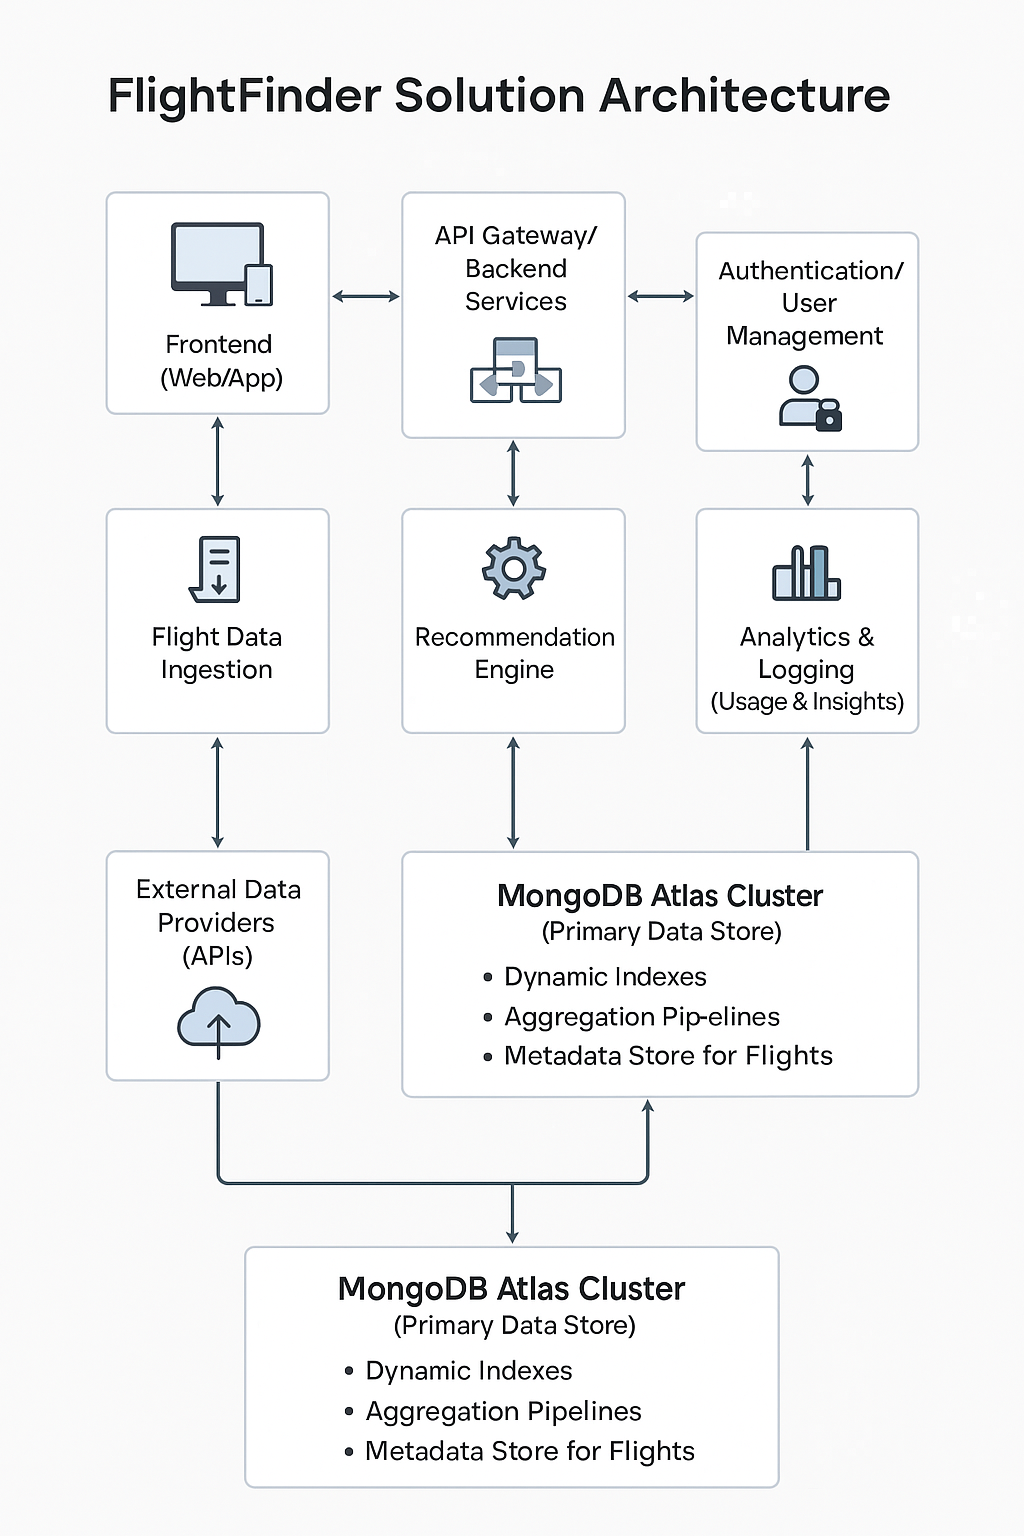 FlightFinder Solution Architecture
Frontend
(Web/App)
API Gateway/
Backend
Services
Authentication/
User
Management
Flight Data
Ingestion
Recommendation
Engine
Analytics &
Logging
(Usage & Insights)
External Data
Providers
(APIs)
MongoDB Atlas Cluster
(Primary Data Store)
• Dynamic Indexes
• Aggregation Pip-elines
• Metadata Store for Flights
MongoDB Atlas Cluster
(Primary Data Store)
• Dynamic Indexes
• Aggregation Pipelines
• Metadata Store for Flights